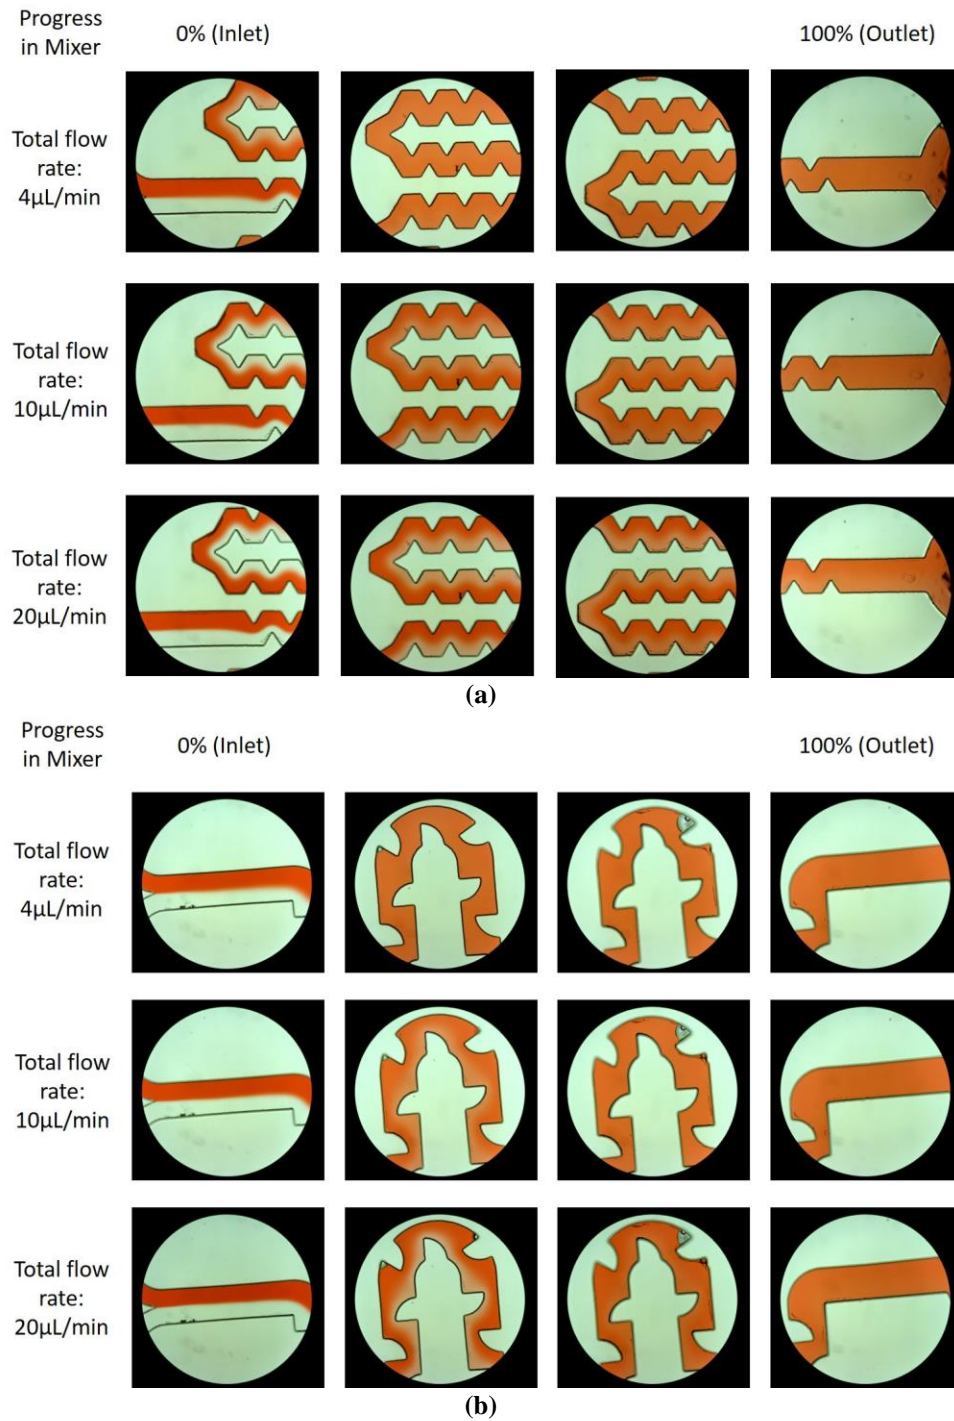 Progress
in Mixer
0% (Inlet)
100% (Outlet)
Total flow
rate:
4µL/min
Total flow
rate:
10µL/min
Total flow
rate:
20µL/min
(a)
Progress
in Mixer
0% (Inlet)
100% (Outlet)
Total flow
rate:
4µL/min
Total flow
rate:
10µL/min
Total flow
rate:
20µL/min
(b)